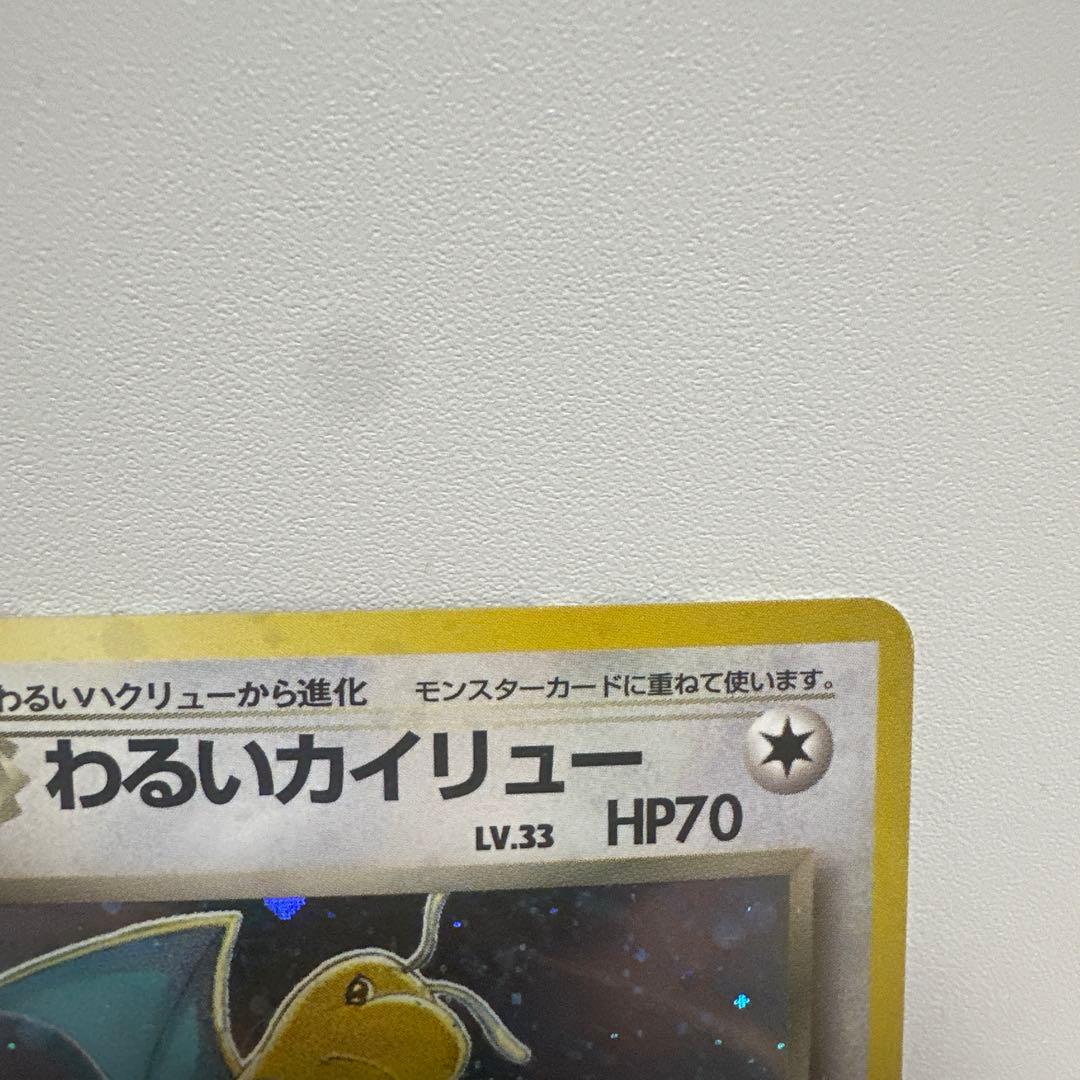 わるいハクリューから進化 モンスターカードに重ねて使います。
わるいカイリュー
LV.33 HP70